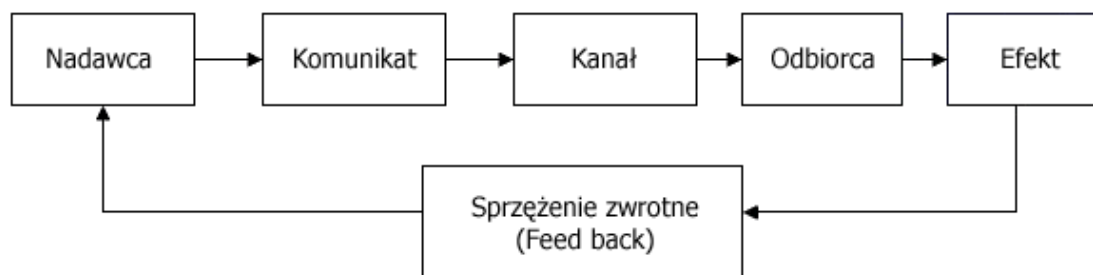 Nadawca
Komunikat
Kanał
Odbiorca
Efekt
Sprzężenie zwrotne
(Feed back)